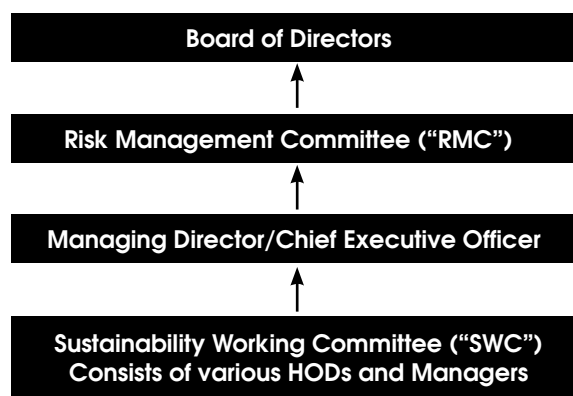 Board of Directors
Risk Management Committee (“RMC”)
Managing Director/Chief Executive Officer
Sustainability Working Committee (“SWC”)
Consists of various HODs and Managers